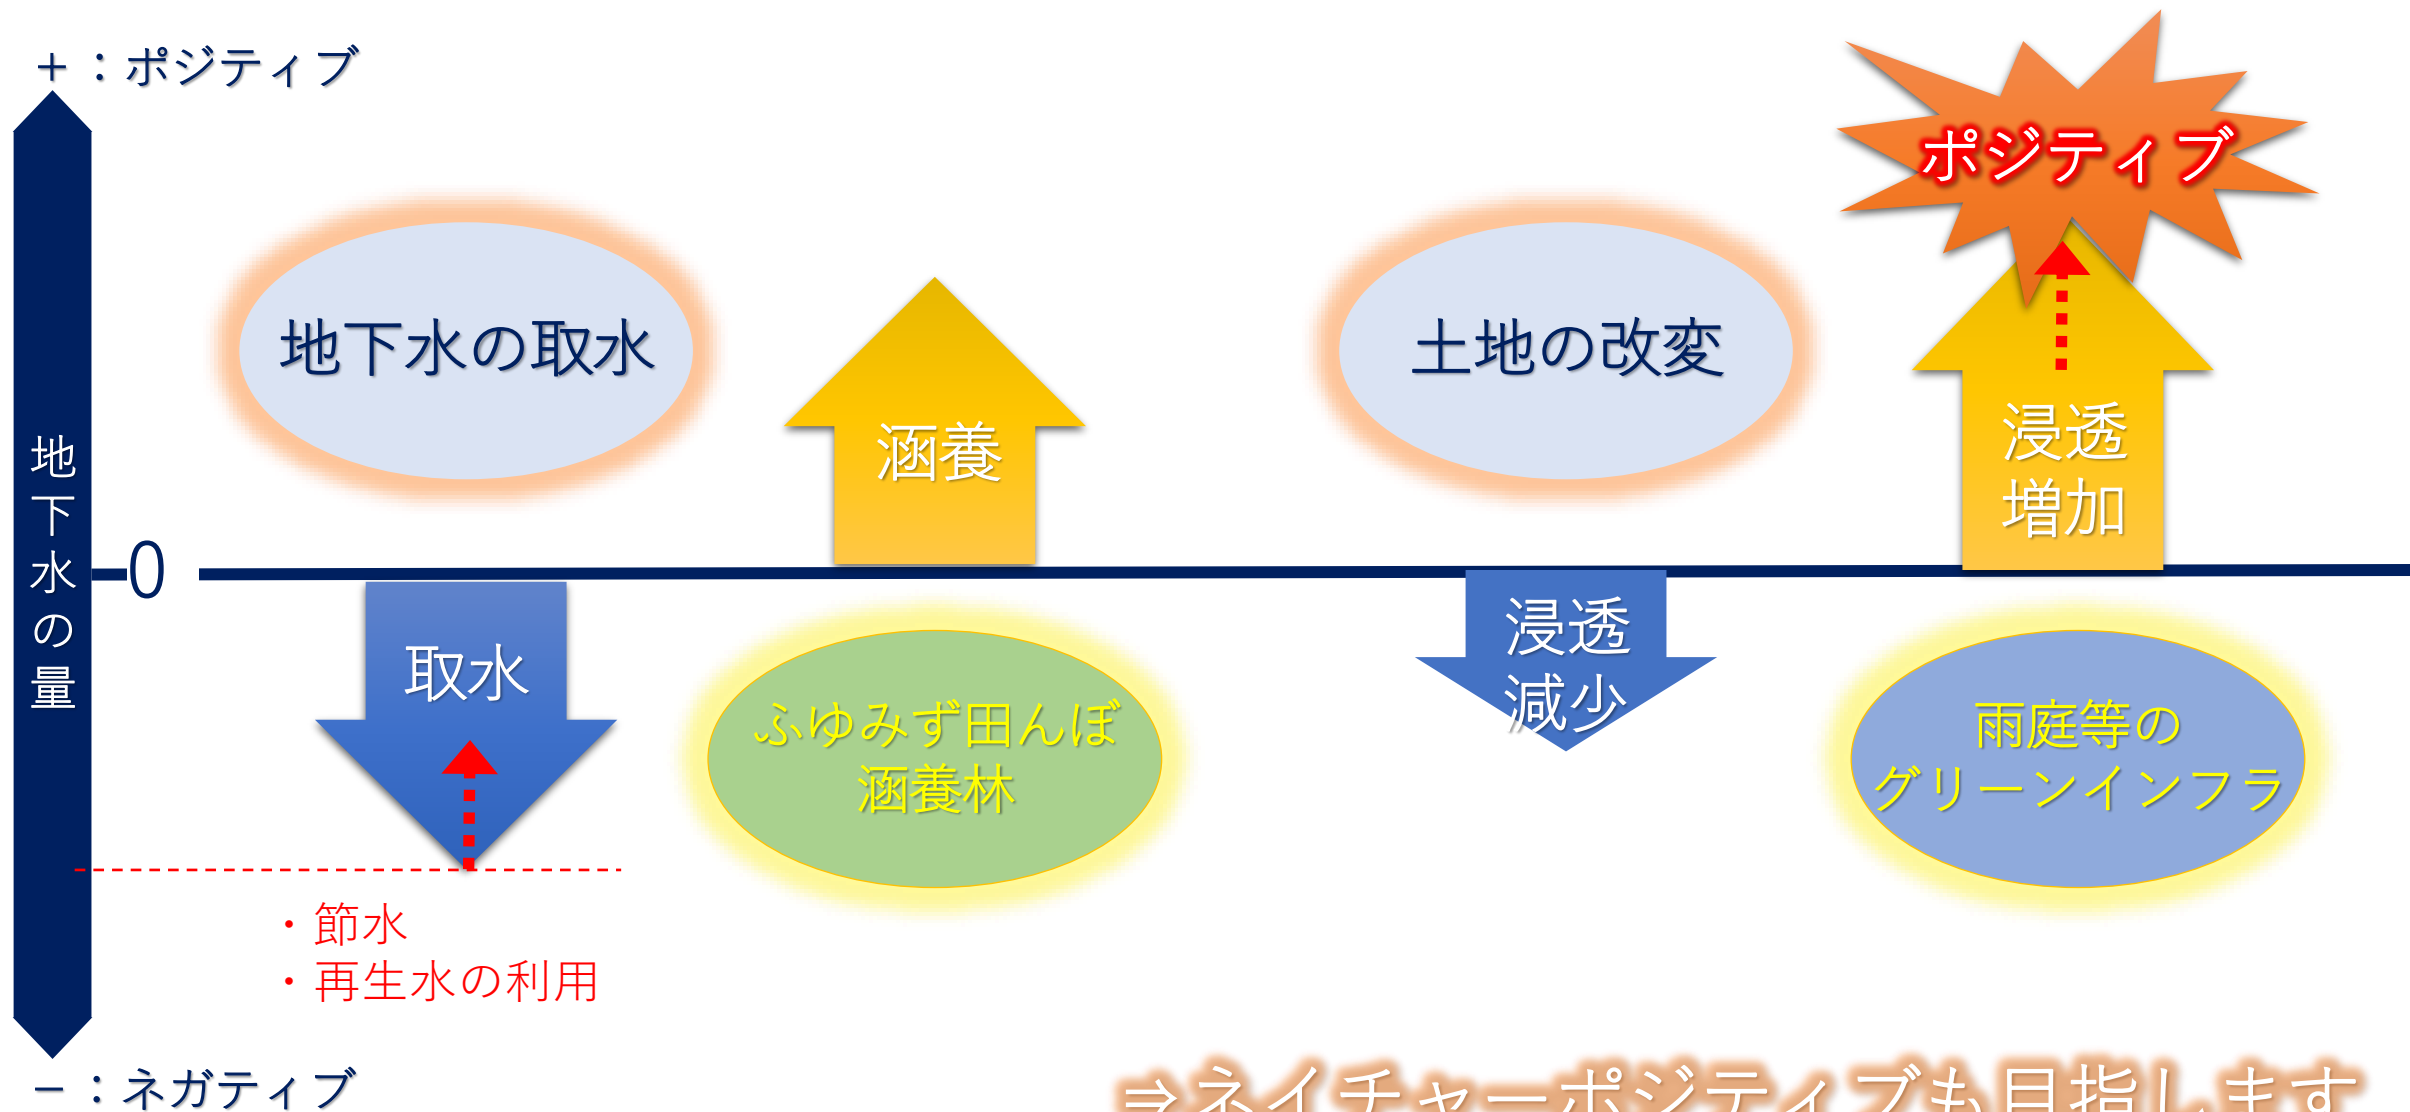 ＋：ポジティブ
ポジティブ
地下水の取水
土地の改変
涵養
浸透
増加
地下水の量
0
取水
浸透
減少
ふゆみず田んぼ
涵養林
雨庭等の
グリーンインフラ
・節水
・再生水の利用
－：ネガティブ
⇒ネイチャーポジティブも目指します